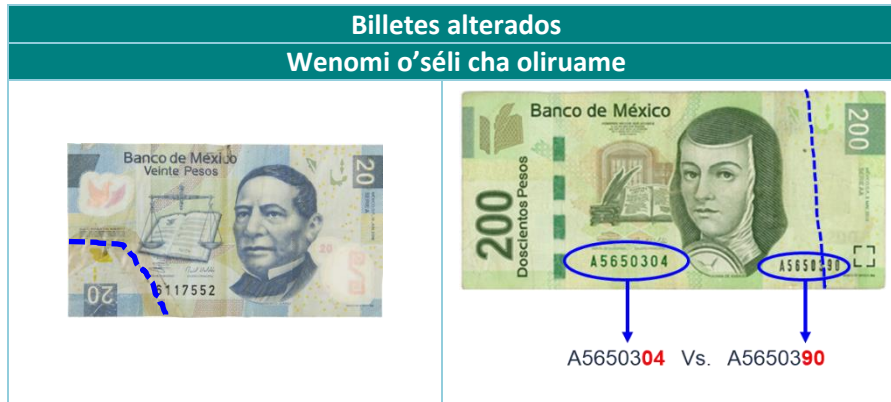 Billetes alterados
Wenomi o’séli cha oliruame
Banco de México
Veinte Pesos
20
20
20
6117552
Banco de México
200
200
Doscientos Pesos
A5650304
A5650390
A5650304 Vs. A5650390